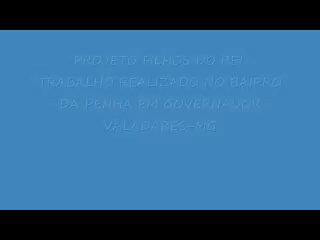 PROJETO FILHOS DO REI
TRABALHO REALIZADO NO BAIRRO
DA PENHA EM GOVERNADOR
VALADARES-MG